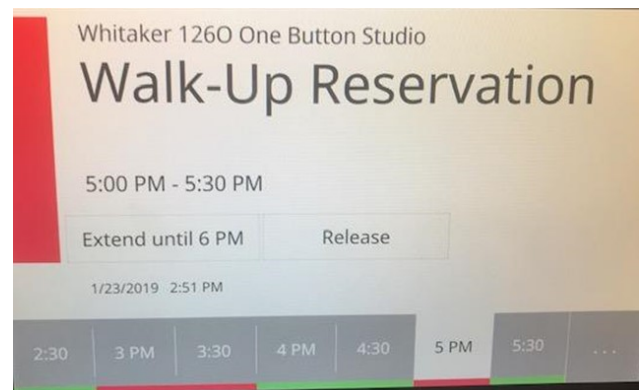 Whitaker 126O One Button Studio
Walk-Up Reservation
5:00 PM - 5:30 PM
Extend until 6 PM Release
1/23/2019 2:51 PM
2:30 3 PM 3:30 4 PM 4:30 5 PM 5:30 ...